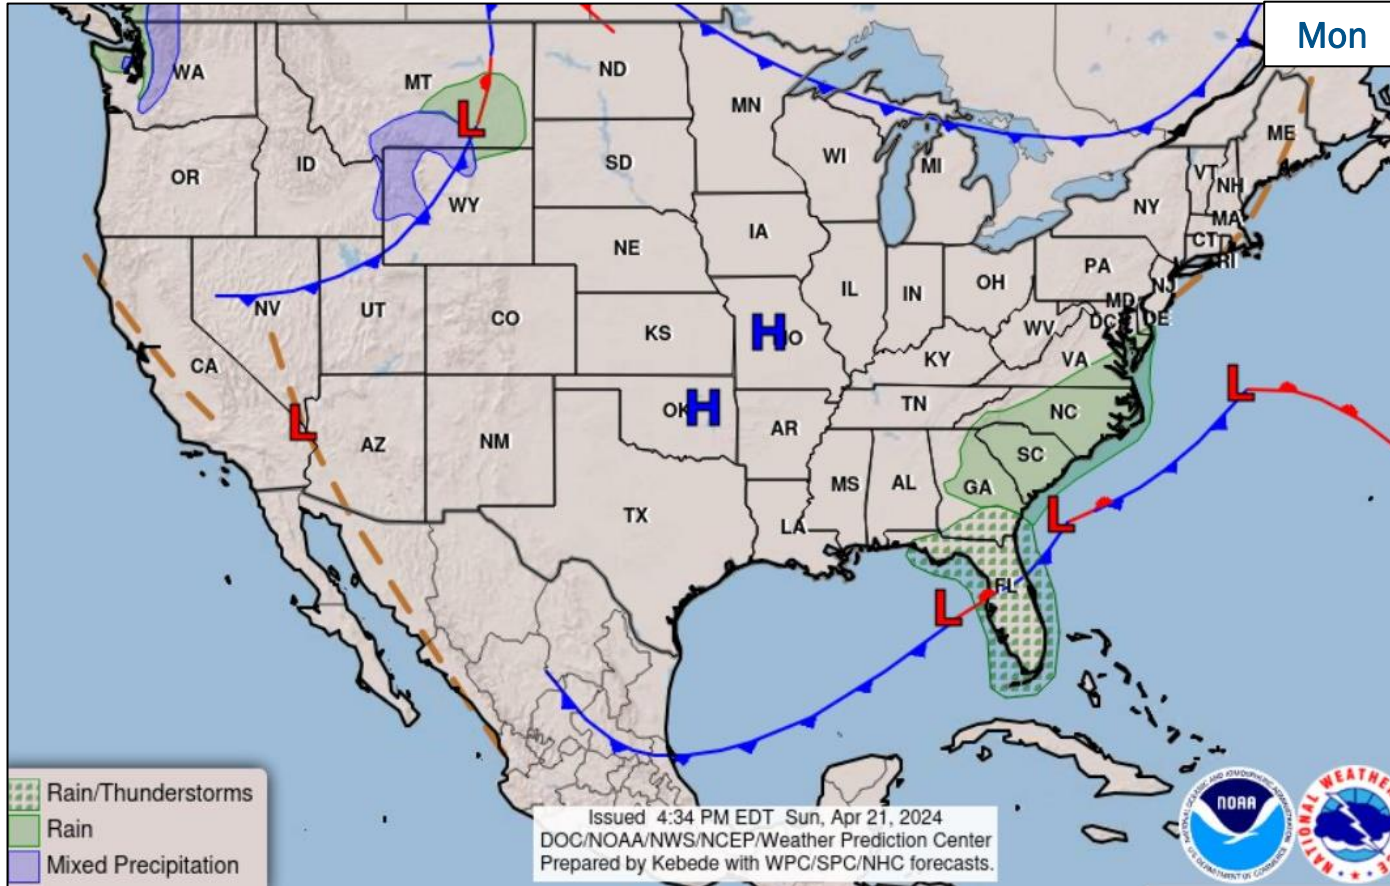 Mon
WA
MT
ND
MN
ME
OR
ID
SD
WI
MI
VT
NH
WY
NY
MA
IA
CT
NE
RI
PA
NV
UT
CO
IL
IN
OH
NJ
MD
DC
DE
WV
KS
H
O
KY
VA
CA
L
OK
H
TN
NC
AZ
NM
AR
SC
L
L
MS
AL
GA
TX
LA
L
FL
L
Rain/Thunderstorms
Rain
Mixed Precipitation
Issued 4:34 PM EDT Sun, Apr 21, 2024
DOC/NOAA/NWS/NCEP/Weather Prediction Center
Prepared by Kebede with WPC/SPC/NHC forecasts.
NOAA
NATIONAL WEATHER